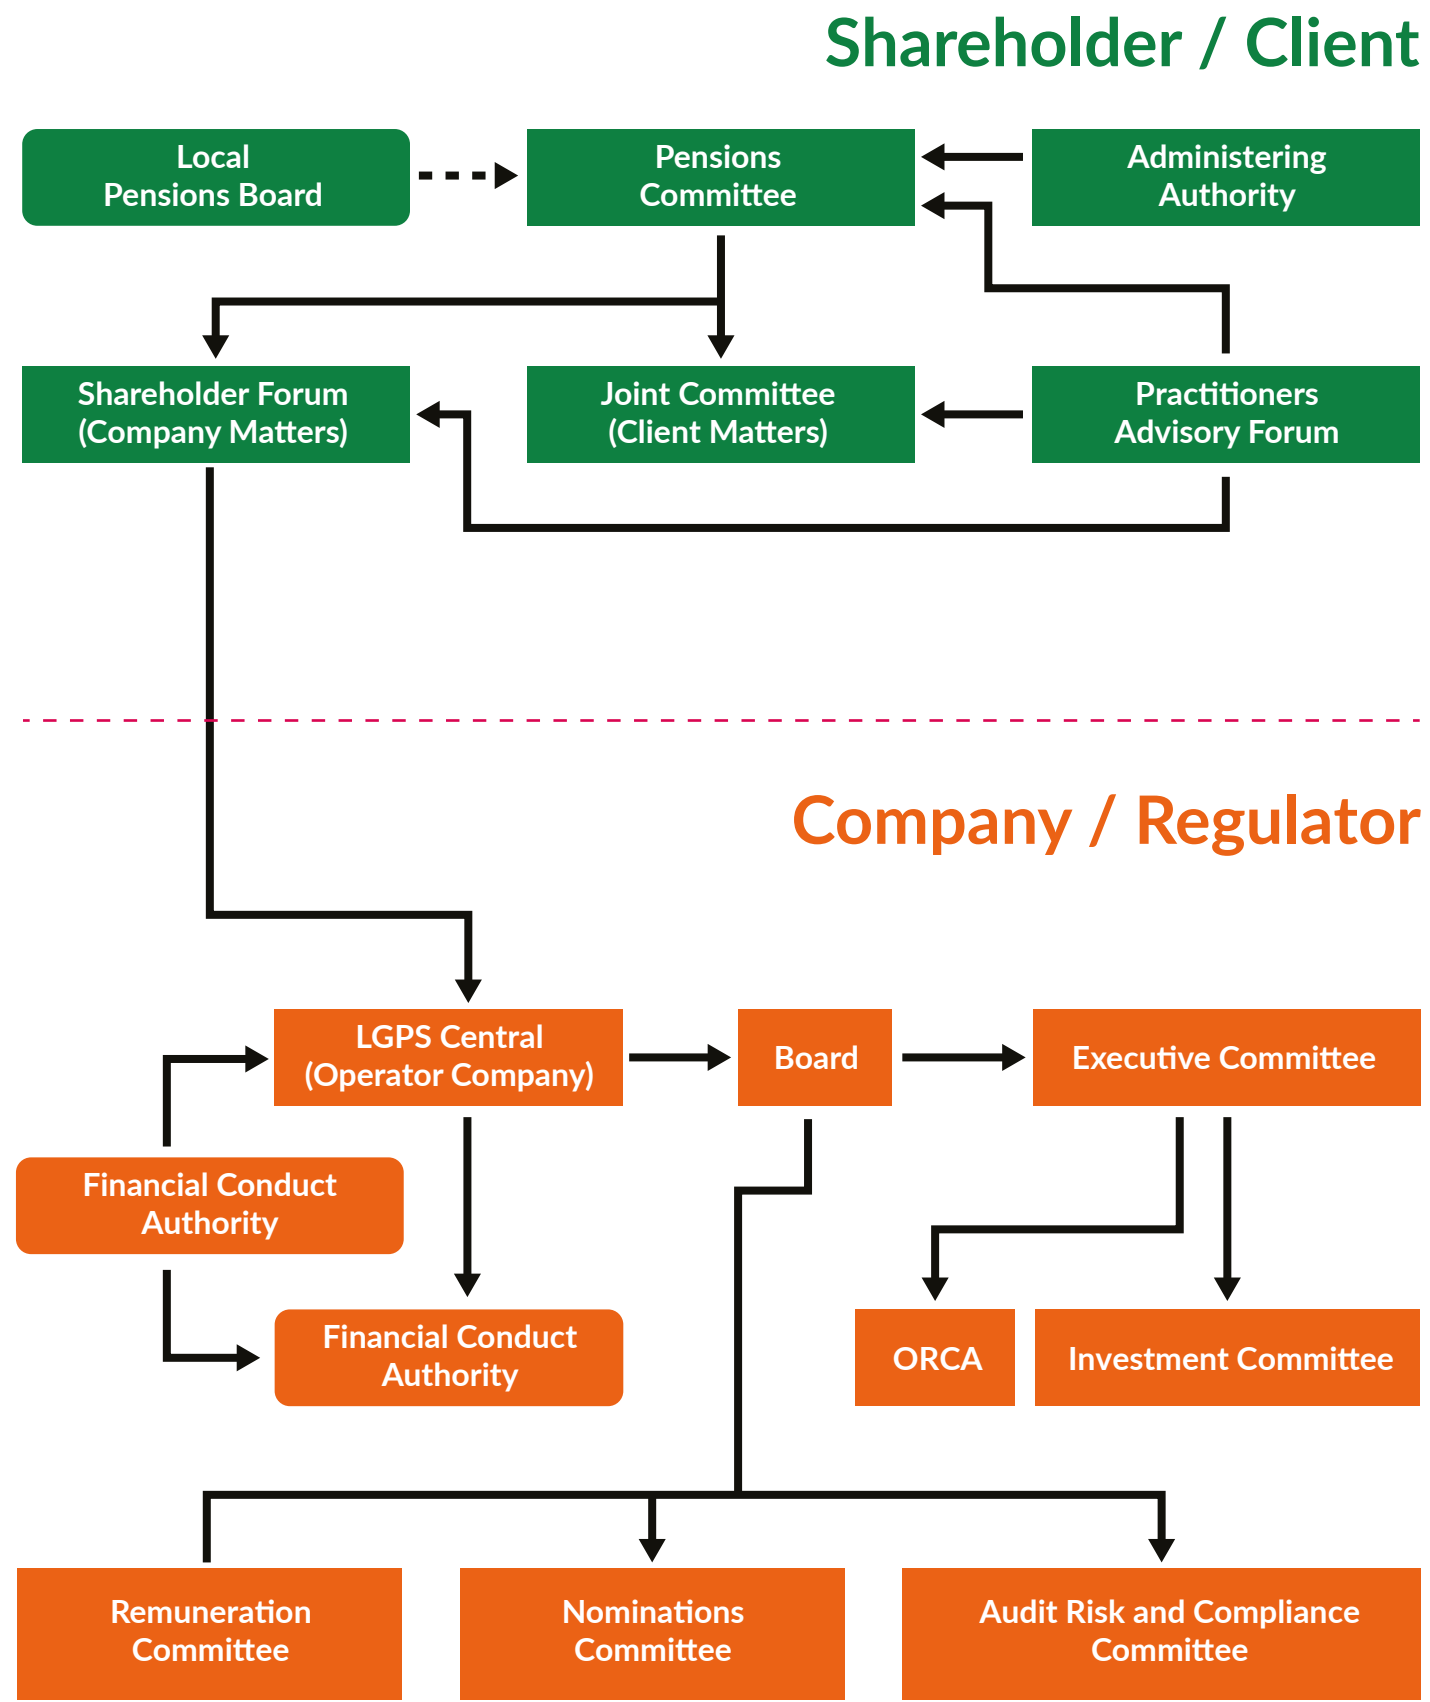 Shareholder / Client
Local
Pensions Board
Pensions
Committee
Administering
Authority
Shareholder Forum
(Company Matters)
Joint Committee
(Client Matters)
Practitioners
Advisory Forum
Company / Regulator
LGPS Central
(Operator Company)
Board
Executive Committee
Financial Conduct
Authority
Financial Conduct
Authority
ORCA
Investment Committee
Remuneration
Committee
Nominations
Committee
Audit Risk and Compliance
Committee